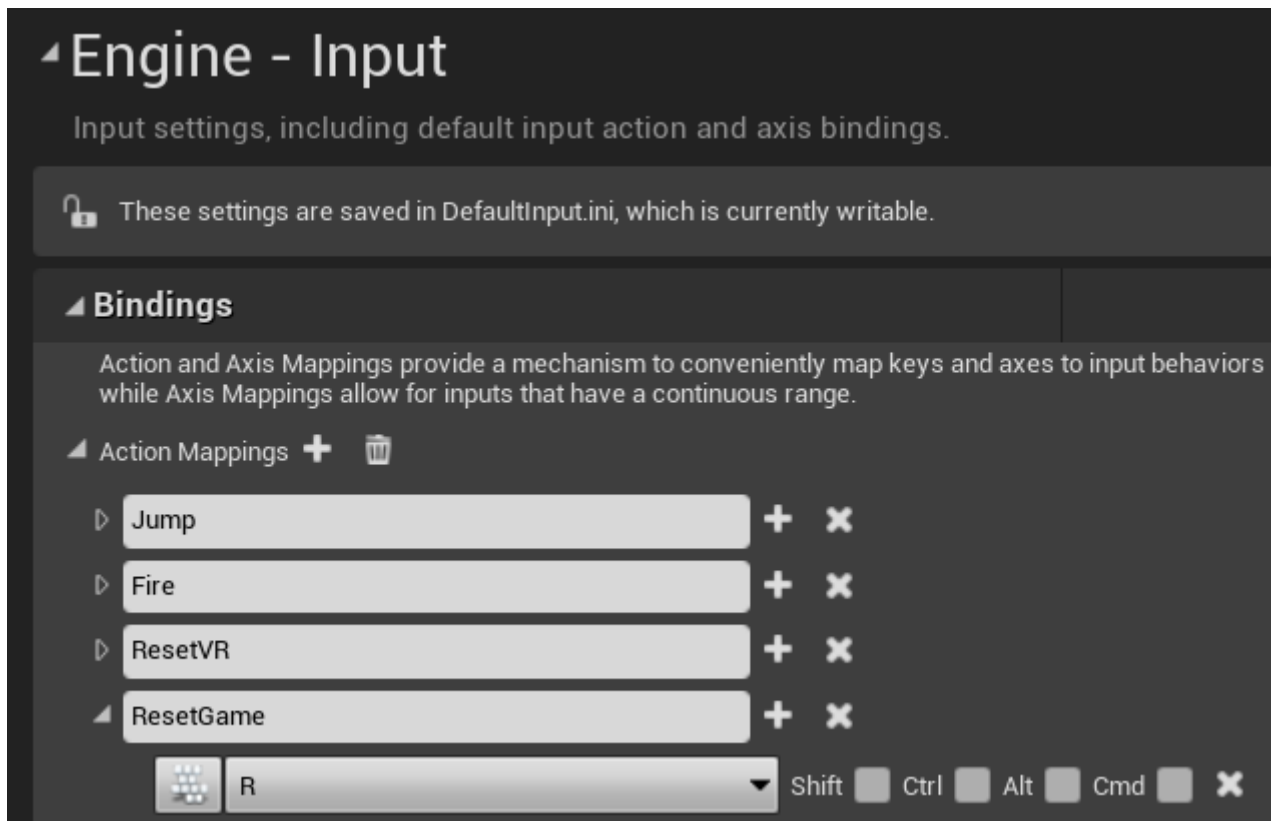 Engine - Input
Input settings, including default input action and axis bindings.
These settings are saved in DefaultInput.ini, which is currently writable.
Bindings
Action and Axis Mappings provide a mechanism to conveniently map keys and axes to input behaviors
while Axis Mappings allow for inputs that have a continuous range.
Action Mappings
Jump
Fire
ResetVR
ResetGame
R Shift Ctrl Alt Cmd